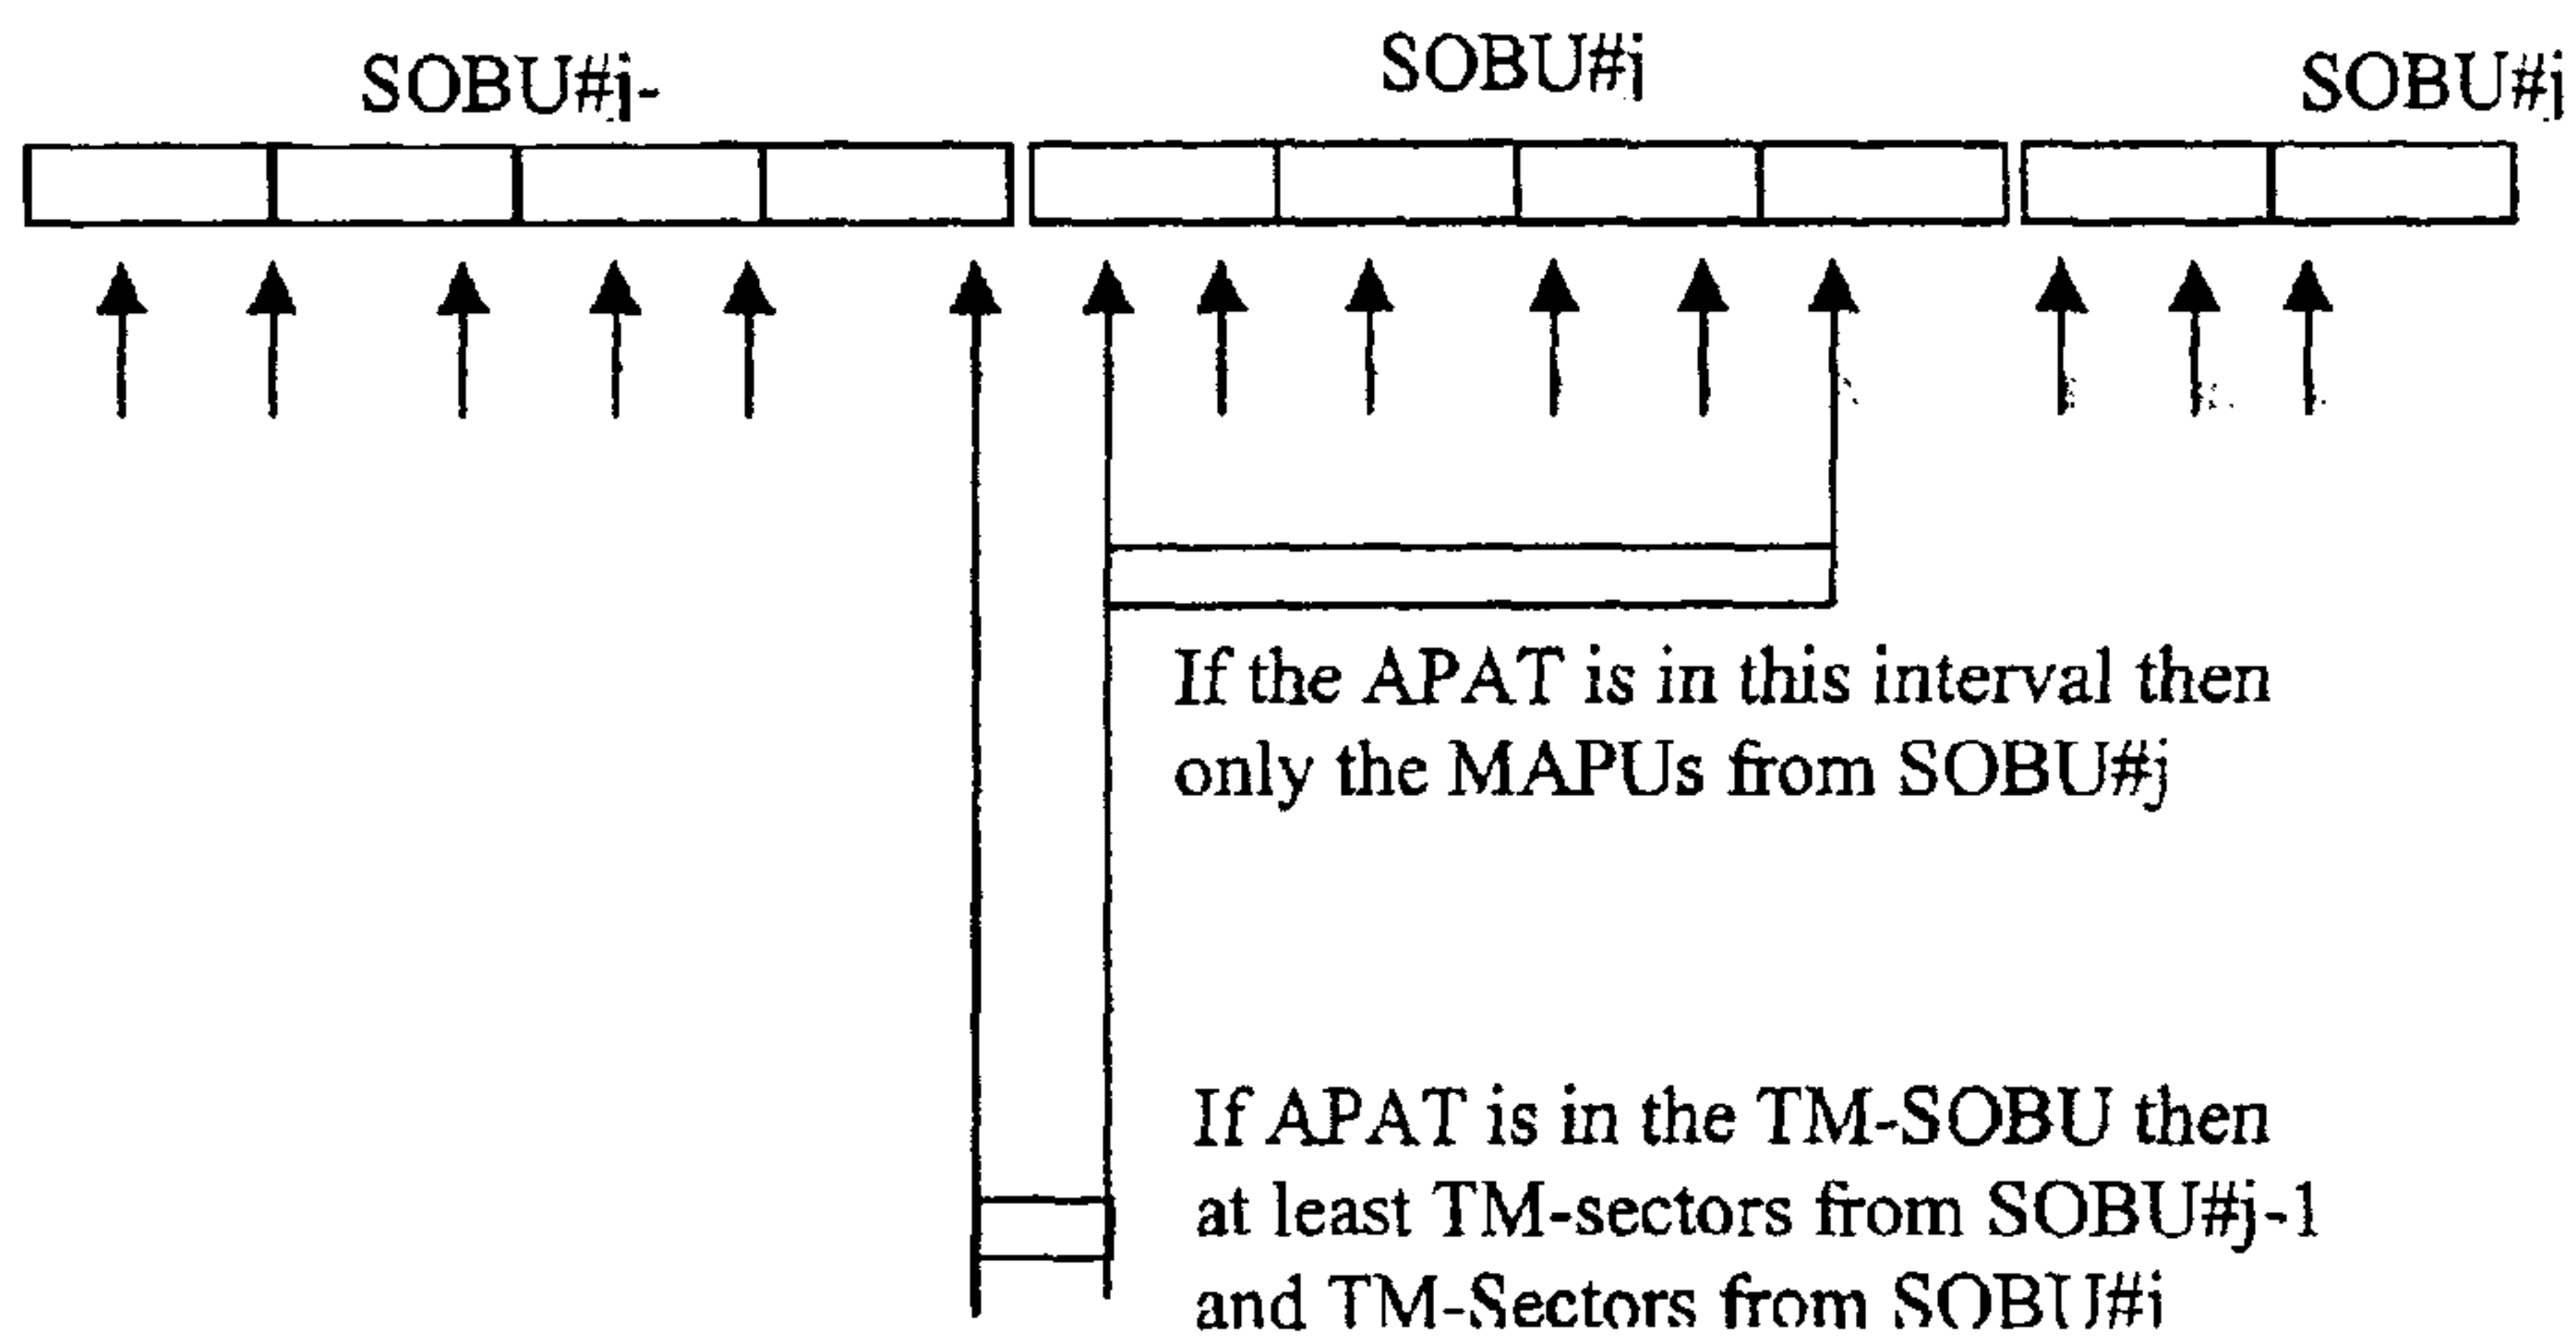 SOBU#j-
SOBU#j
SOBU#j
If the APAT is in this interval then
only the MAPUs from SOBU#j
If APAT is in the TM-SOBU then
at least TM-sectors from SOBU#j-1
and TM-Sectors from SOBU#j